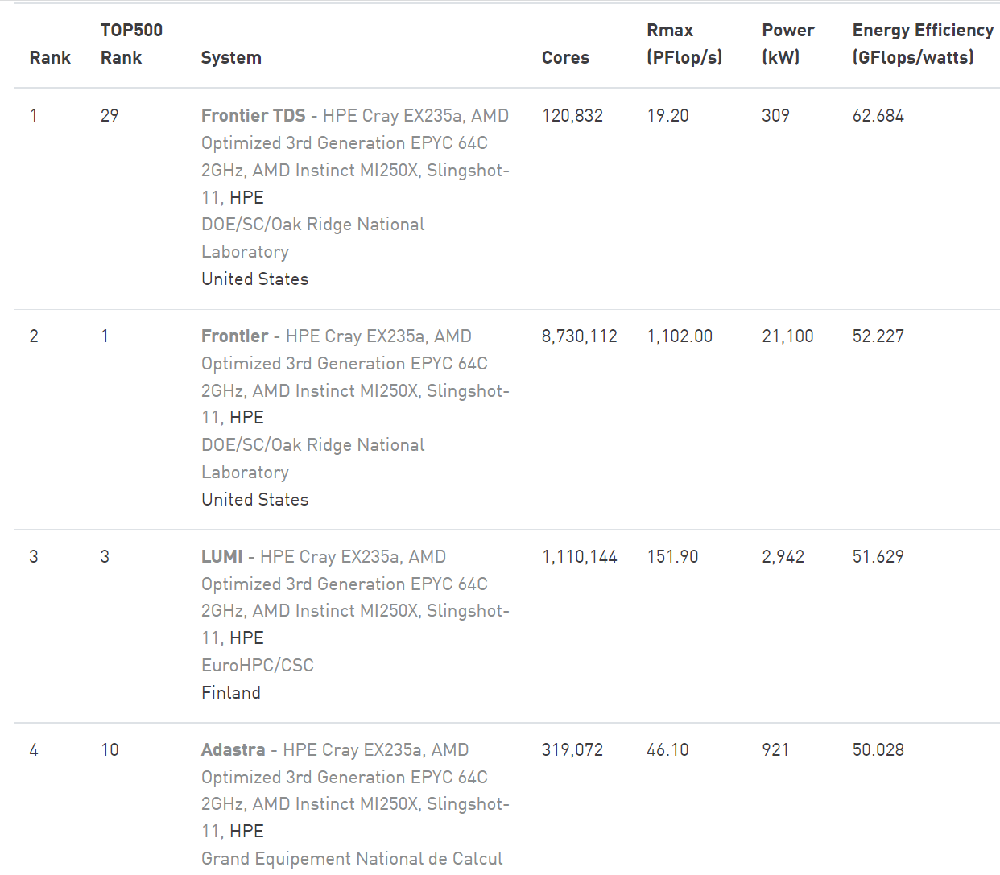 Rank TOP500 Rank System Cores Rmax (PFlop/s) Power (kW) Energy Efficiency (GFlops/watts)
1 29 Frontier TDS - HPE Cray EX235a, AMD 120,832 19.20 309 62.684
Optimized 3rd Generation EPYC 64C
2GHz, AMD Instinct MI250X, Slingshot-
11, HPE
DOE/SC/Oak Ridge National
Laboratory
United States
2 1 Frontier - HPE Cray EX235a, AMD 8,730,112 1,102.00 21,100 52.227
Optimized 3rd Generation EPYC 64C
2GHz, AMD Instinct MI250X, Slingshot-
11, HPE
DOE/SC/Oak Ridge National
Laboratory
United States
3 3 LUMI - HPE Cray EX235a, AMD 1,110,144 151.90 2,942 51.629
Optimized 3rd Generation EPYC 64C
2GHz, AMD Instinct MI250X, Slingshot-
11, HPE
EuroHPC/CSC
Finland
4 10 Adastra - HPE Cray EX235a, AMD 319,072 46.10 921 50.028
Optimized 3rd Generation EPYC 64C
2GHz, AMD Instinct MI250X, Slingshot-
11, HPE
Grand Equipement National de Calcul